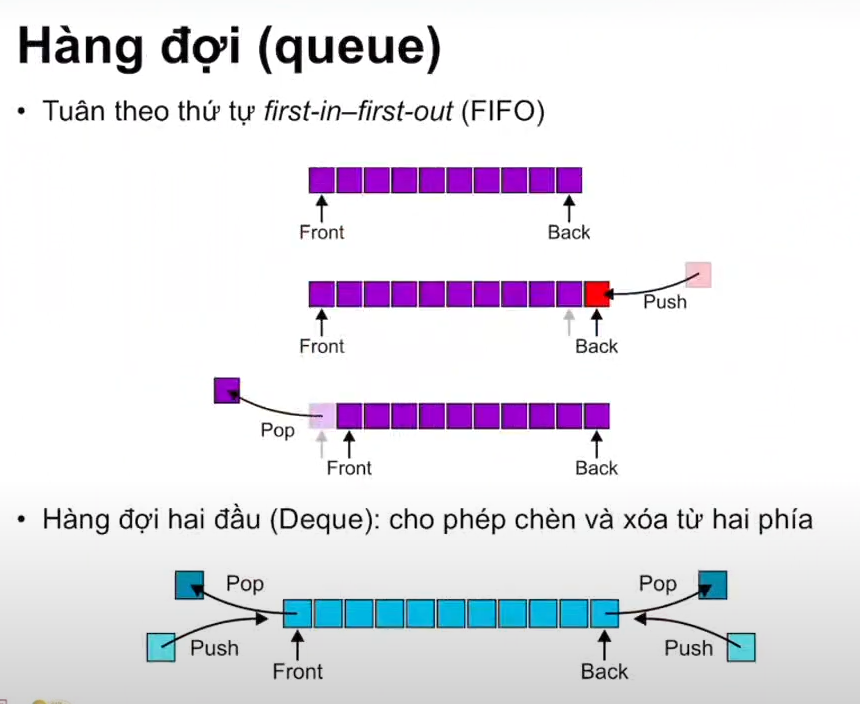 Hàng đợi (queue)
• Tuân theo thứ tự first-in–first-out (FIFO)
Front Back
Push
Front Back
Pop
Front Back
• Hàng đợi hai đầu (Deque): cho phép chèn và xóa từ hai phía
Pop Pop
Push Push
Front Back